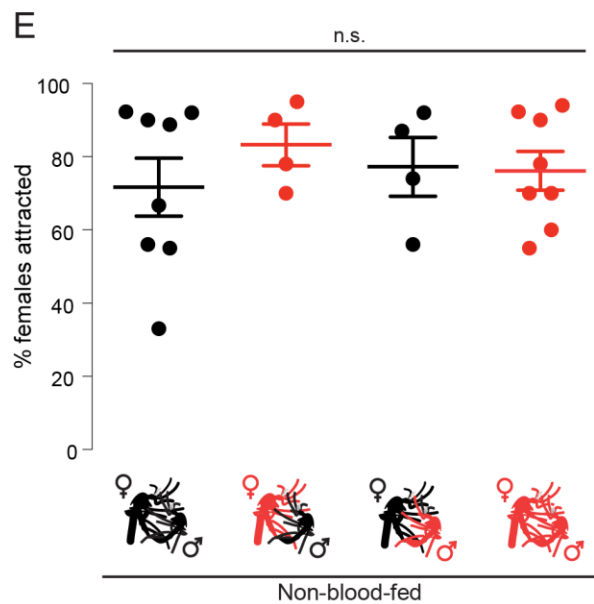 E
n.s.
100
80
60
40
20
0
% females attracted
♀ ♀ ♀ ♀
♂ ♂ ♂ ♂
Non-blood-fed